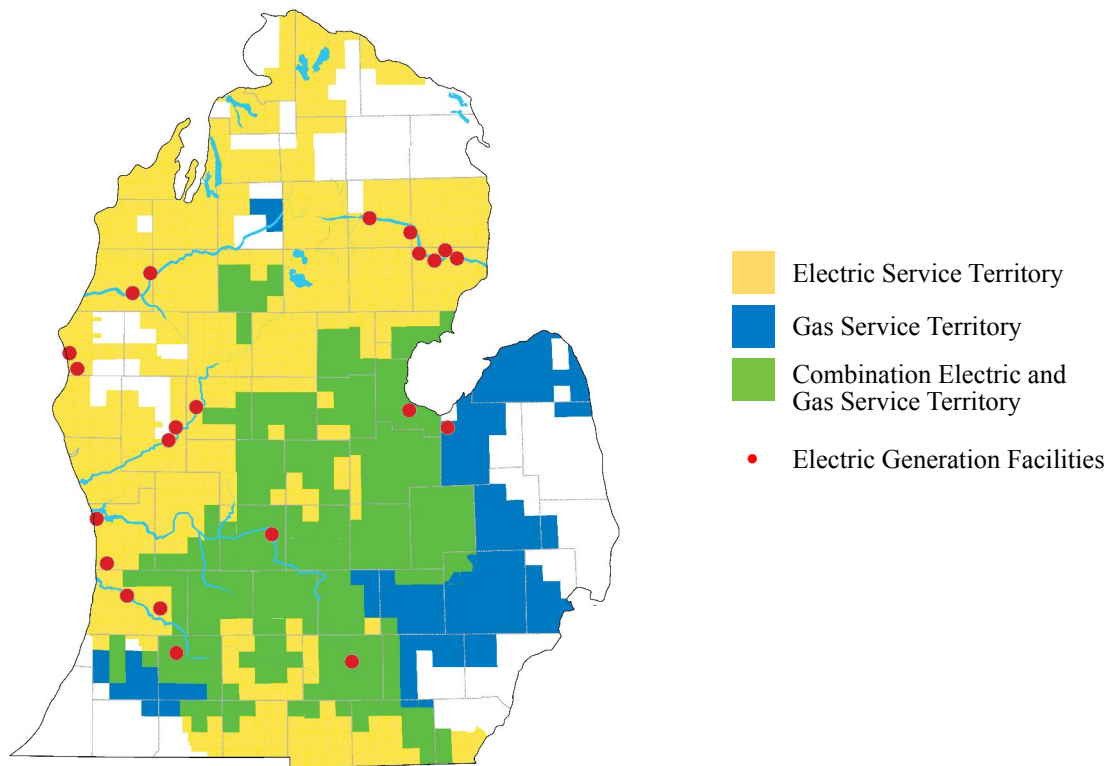 Electric Service Territory
Gas Service Territory
Combination Electric and
Gas Service Territory
Electric Generation Facilities